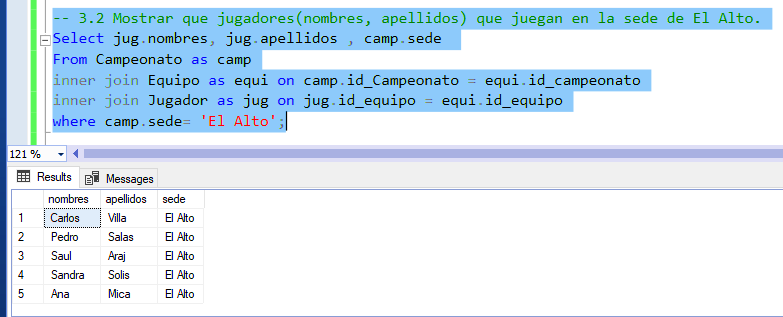 -- 3.2 Mostrar que jugadores(nombres, apellidos) que juegan en la sede de El Alto.
Select jug.nombres, jug.apellidos , camp.sede
From Campeonato as camp
inner join Equipo as equi on camp.id_Campeonato = equi.id_campeonato
inner join Jugador as jug on jug.id_equipo = equi.id_equipo
where camp.sede= 'El Alto';
121 %
Results Messages
nombres apellidos sede
1 Carlos Villa El Alto
2 Pedro Salas El Alto
3 Saul Araj El Alto
4 Sandra Solis El Alto
5 Ana Mica El Alto